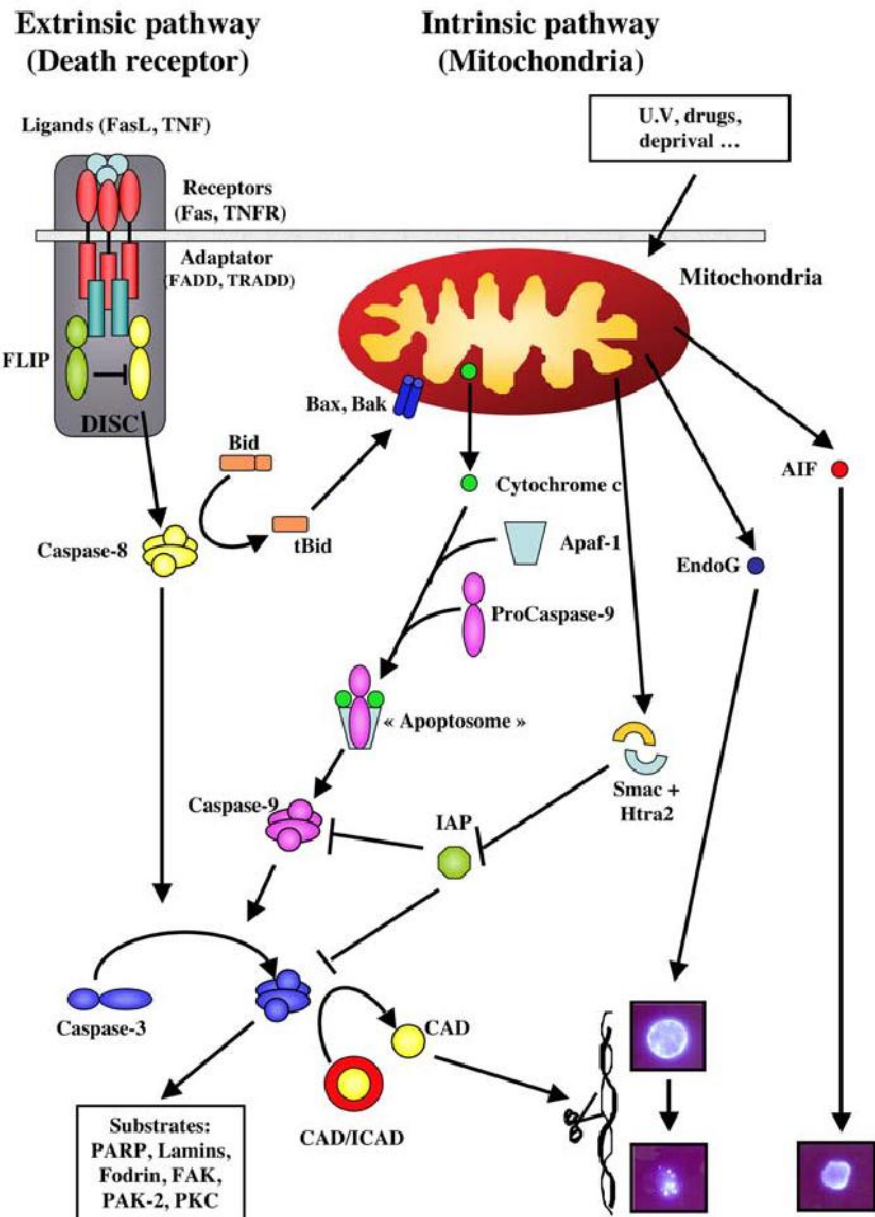 Extrinsic pathway
(Death receptor)
Intrinsic pathway
(Mitochondria)
Ligands (FasL, TNF)
U.V, drugs,
deprival ...
Receptors
(Fas, TNFR)
Adaptator
(FADD, TRADD)
Mitochondria
FLIP
DISC
Bax, Bak
Bid
tBid
Caspase-8
Cytochrome c
AIF
Apaf-1
EndoG
ProCaspase-9
« Apoptosome »
Smac +
Htra2
Caspase-9
IAP
Caspase-3
CAD
CAD/ICAD
Substrates:
PARP, Lamins,
Fodrin, FAK,
PAK-2, PKC